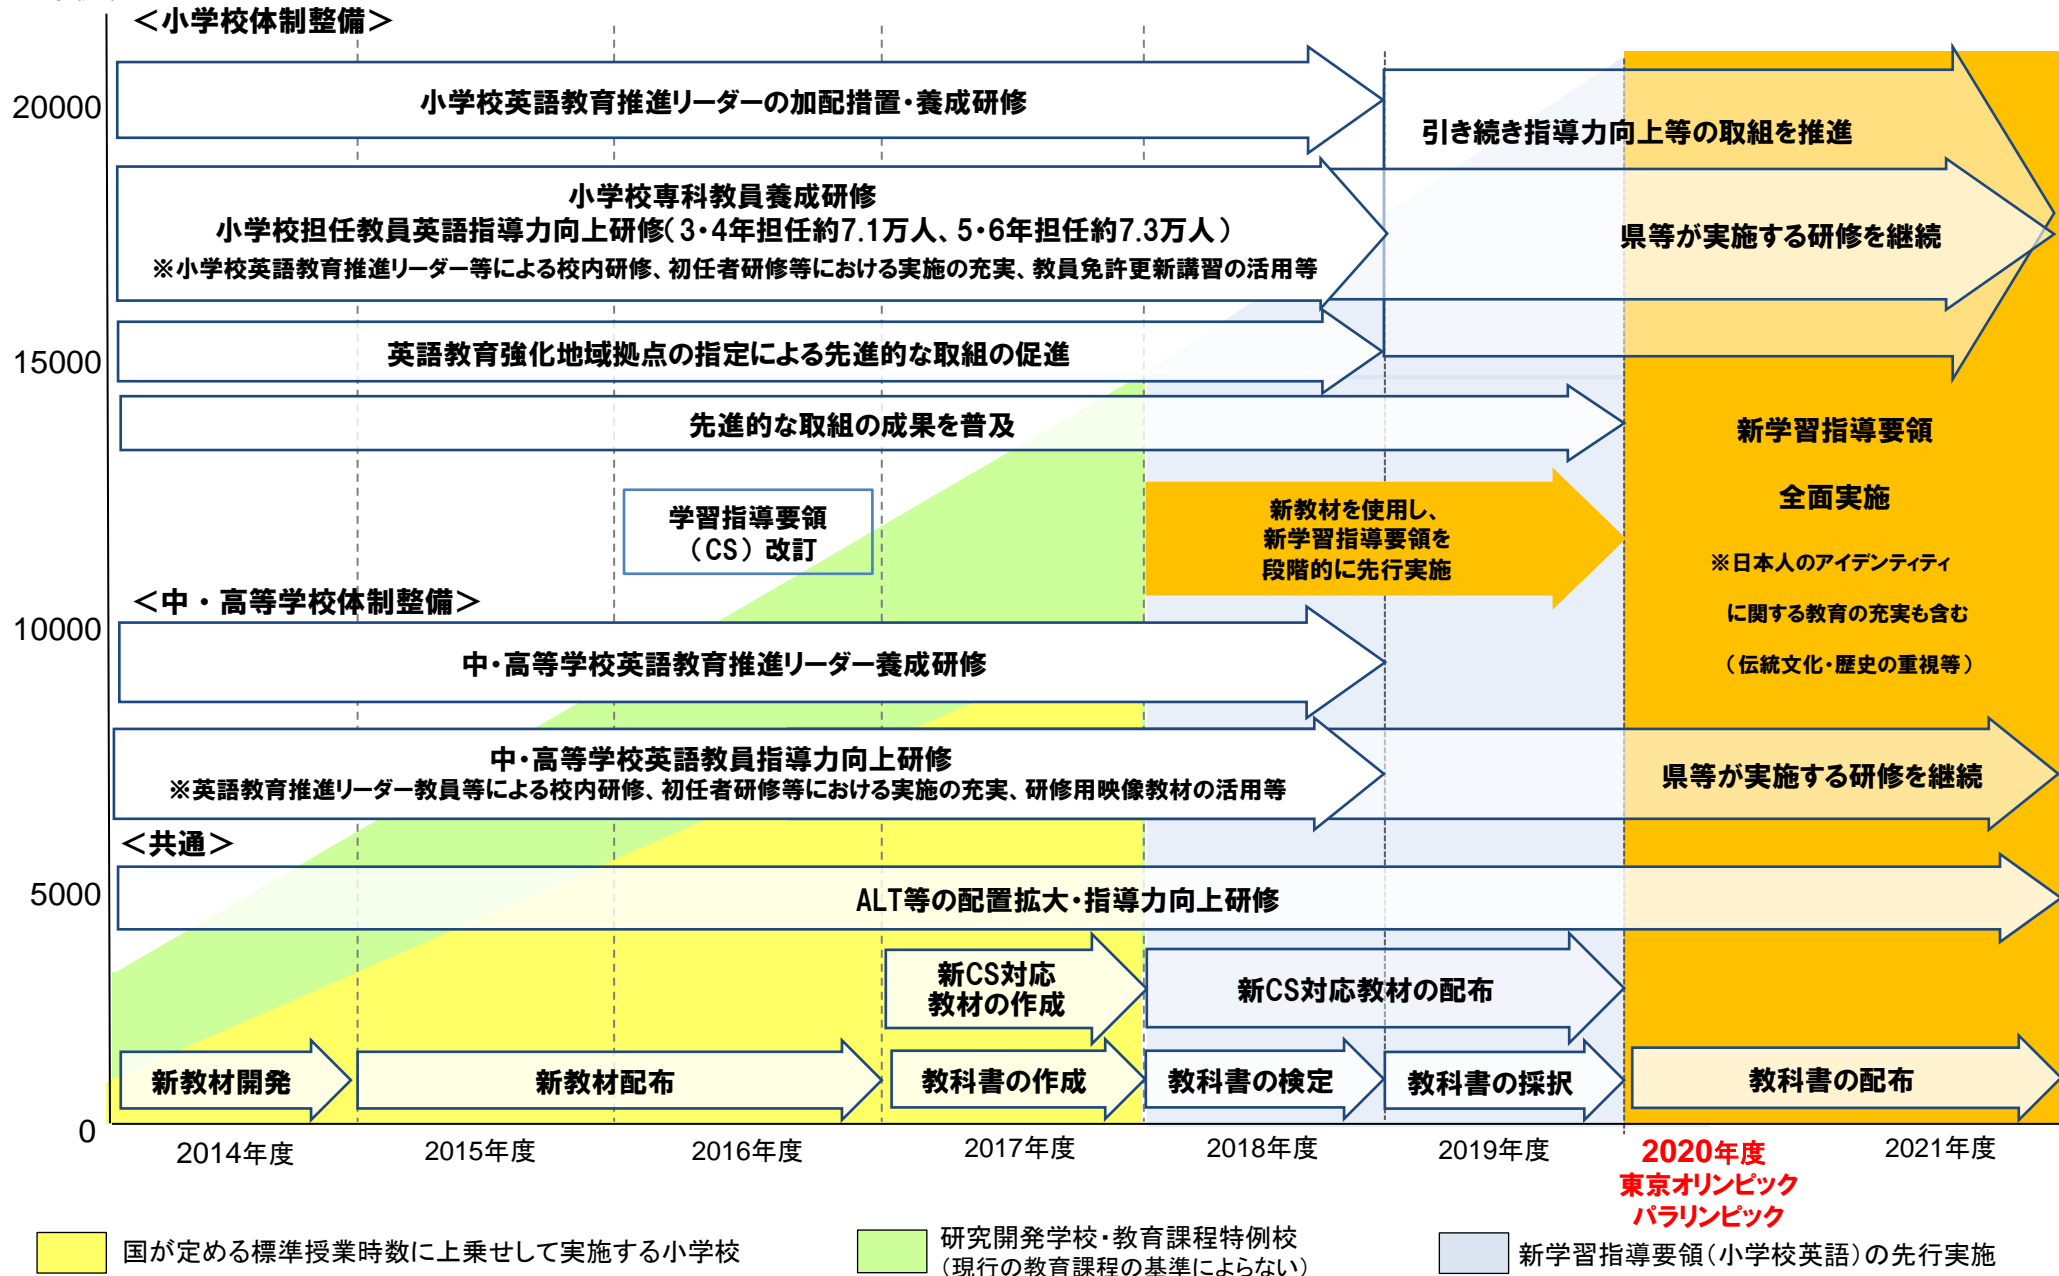 ＜小学校体制整備＞
20000
小学校英語教育推進リーダーの加配措置・養成研修
引き続き指導力向上等の取組を推進
小学校専科教員養成研修
小学校担任教員英語指導力向上研修（3・4年担任約7.1万人、5・6年担任約7.3万人）
※小学校英語教育推進リーダー等による校内研修、初任者研修等における実施の充実、教員免許更新講習の活用等
県等が実施する研修を継続
15000
英語教育強化地域拠点の指定による先進的な取組の促進
先進的な取組の成果を普及
学習指導要領
（CS）改訂
新教材を使用し、
新学習指導要領を
段階的に先行実施
新学習指導要領
全面実施
※日本人のアイデンティティ
に関する教育の充実も含む
（伝統文化・歴史の重視等）
＜中・高等学校体制整備＞
10000
中・高等学校英語教育推進リーダー養成研修
中・高等学校英語教員指導力向上研修
※英語教育推進リーダー教員等による校内研修、初任者研修等における実施の充実、研修用映像教材の活用等
県等が実施する研修を継続
＜共通＞
5000
ALT等の配置拡大・指導力向上研修
新CS対応
教材の作成
新CS対応教材の配布
新教材開発
新教材配布
教科書の作成
教科書の検定
教科書の採択
教科書の配布
0
2014年度
2015年度
2016年度
2017年度
2018年度
2019年度
2020年度
東京オリンピック
パラリンピック
2021年度
国が定める標準授業時数に上乗せして実施する小学校
研究開発学校・教育課程特例校
（現行の教育課程の基準によらない）
新学習指導要領（小学校英語）の先行実施